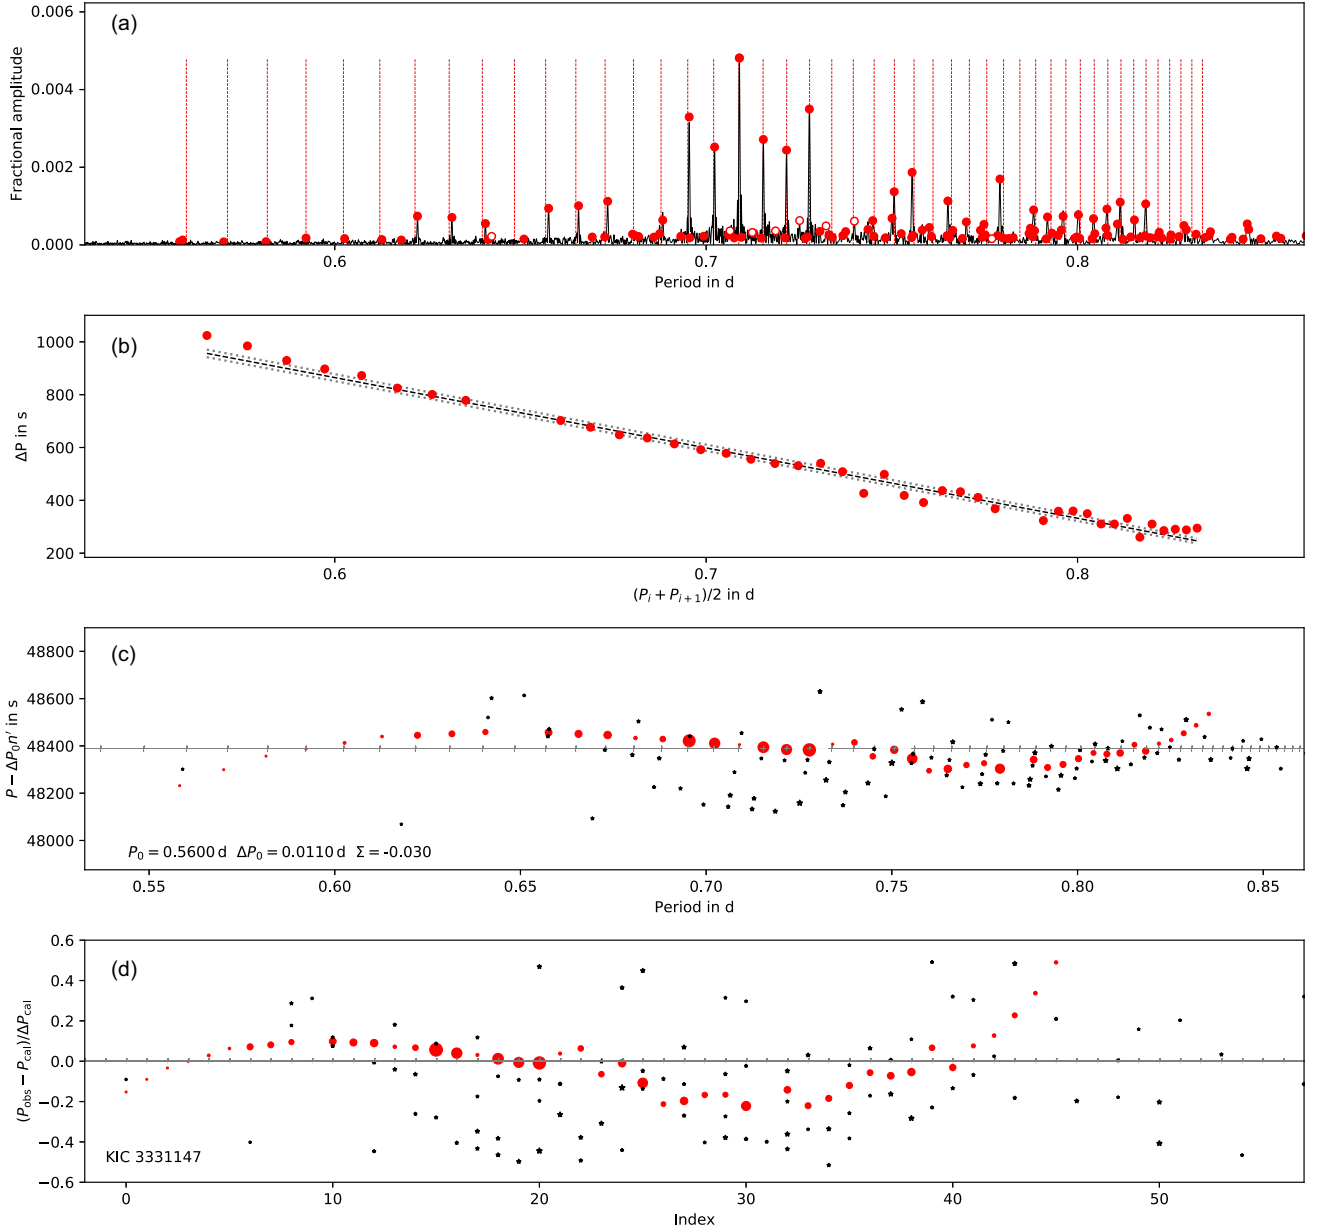 (a)
0.006
0.004
0.002
0.000
Fractional amplitude
0.6
0.7
0.8
Period in d
(b)
1000
800
600
400
200
ΔP in s
0.6
0.7
0.8
(P_i + P_{i+1})/2 in d
(c)
48800
48600
48400
48200
48000
P − ΔP_0n′ in s
P_0 = 0.5600 d ΔP_0 = 0.0110 d Σ = -0.030
0.55
0.60
0.65
0.70
0.75
0.80
0.85
Period in d
(d)
0.6
0.4
0.2
0.0
−0.2
−0.4
−0.6
(P_obs − P_cal)/ΔP_cal
KIC 3331147
0
10
20
30
40
50
Index